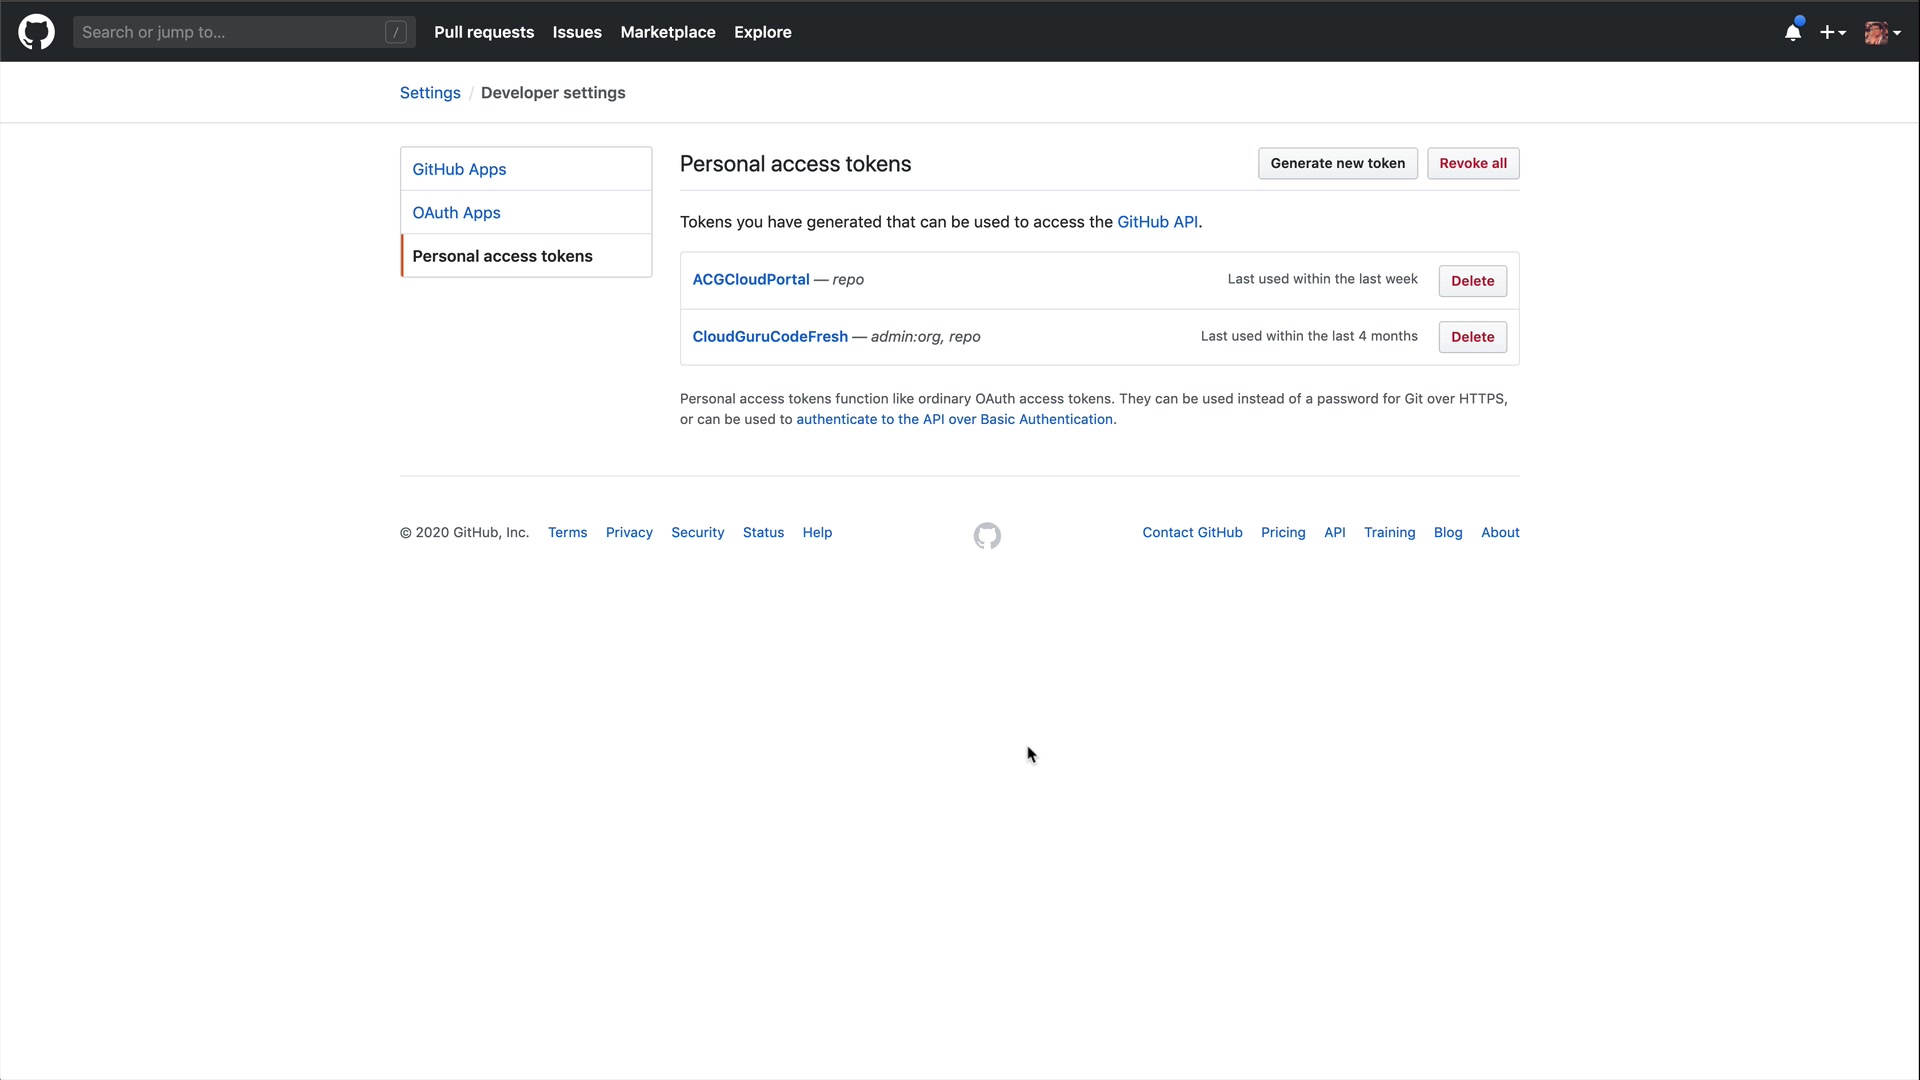 Search or jump to...
/
Pull requests
Issues
Marketplace
Explore
Settings / Developer settings
GitHub Apps
OAuth Apps
Personal access tokens
Personal access tokens
Generate new token
Revoke all
Tokens you have generated that can be used to access the GitHub API.
ACGCloudPortal — repo
Last used within the last week
Delete
CloudGuruCodeFresh — admin:org, repo
Last used within the last 4 months
Delete
Personal access tokens function like ordinary OAuth access tokens. They can be used instead of a password for Git over HTTPS,
or can be used to authenticate to the API over Basic Authentication.
© 2020 GitHub, Inc.
Terms
Privacy
Security
Status
Help
Contact GitHub
Pricing
API
Training
Blog
About